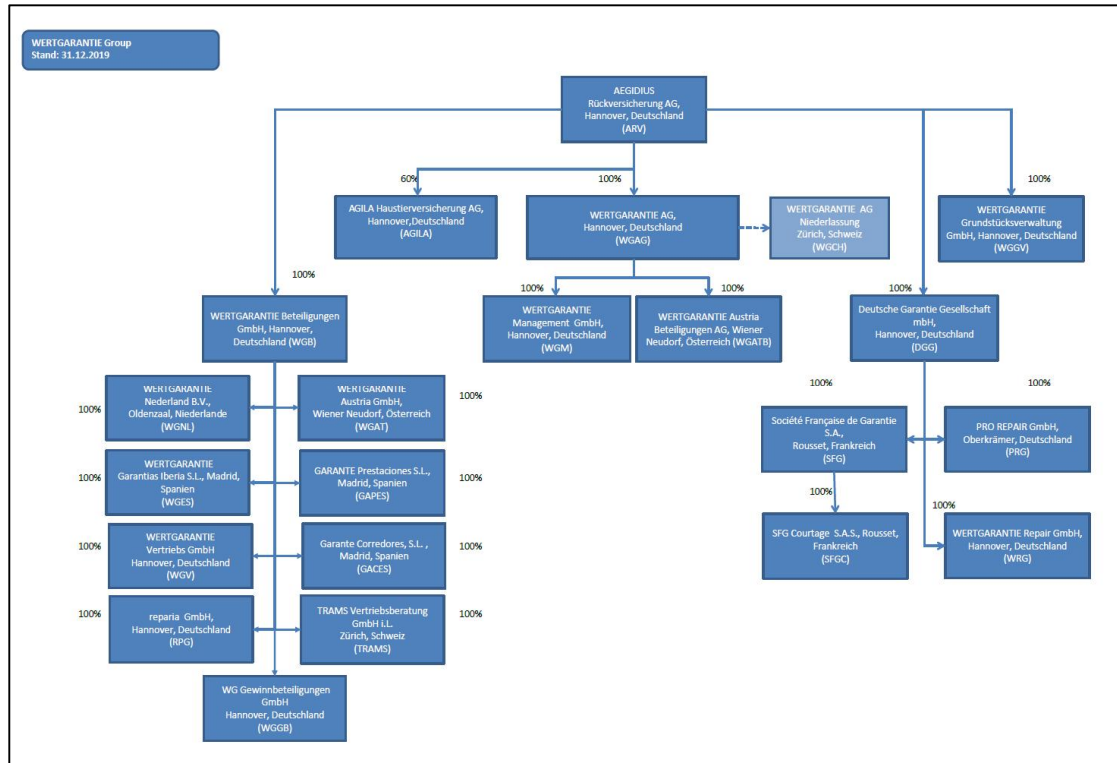 WERTGARANTIE Group
Stand: 31.12.2019
AEGIDIUS
Rückversicherung AG,
Hannover, Deutschland
(ARV)
60%
100%
100%
AGILA Haustierversicherung AG,
Hannover,Deutschland
(AGILA)
WERTGARANTIE AG,
Hannover, Deutschland
(WGAG)
WERTGARANTIE AG
Niederlassung
Zürich, Schweiz
(WGCH)
WERTGARANTIE
Grundstücksverwaltung
GmbH, Hannover, Deutschland
(WGGV)
100%
100%
100%
100%
WERTGARANTIE Beteiligungen
GmbH, Hannover,
Deutschland (WGB)
WERTGARANTIE
Management GmbH,
Hannover, Deutschland
(WGM)
WERTGARANTIE Austria
Beteiligungen AG, Wiener
Neudorf, Österreich (WGATB)
Deutsche Garantie Gesellschaft
mbH,
Hannover, Deutschland
(DGG)
100%
WERTGARANTIE
Nederland B.V.,
Oldenzaal, Niederlande
(WGNL)
WERTGARANTIE
Austria GmbH,
Wiener Neudorf, Österreich
(WGAT)
100%
100%
100%
Société Française de Garantie
S.A.,
Rousset, Frankreich
(SFG)
PRO REPAIR GmbH,
Oberkrämer, Deutschland
(PRG)
100%
WERTGARANTIE
Garantias Iberia S.L., Madrid,
Spanien
(WGES)
GARANTE Prestaciones S.L.,
Madrid, Spanien
(GAPES)
100%
100%
100%
SFG Courtage S.A.S., Rousset,
Frankreich
(SFGC)
WERTGARANTIE Repair GmbH,
Hannover, Deutschland
(WRG)
100%
WERTGARANTIE
Vertriebs GmbH
Hannover, Deutschland
(WGV)
Garante Corredores, S.L. ,
Madrid, Spanien
(GACES)
100%
100%
reparia GmbH,
Hannover, Deutschland
(RPG)
TRAMS Vertriebsberatung
GmbH i.L.
Zürich, Schweiz
(TRAMS)
100%
WG Gewinnbeteiligungen
GmbH
Hannover, Deutschland
(WGGB)